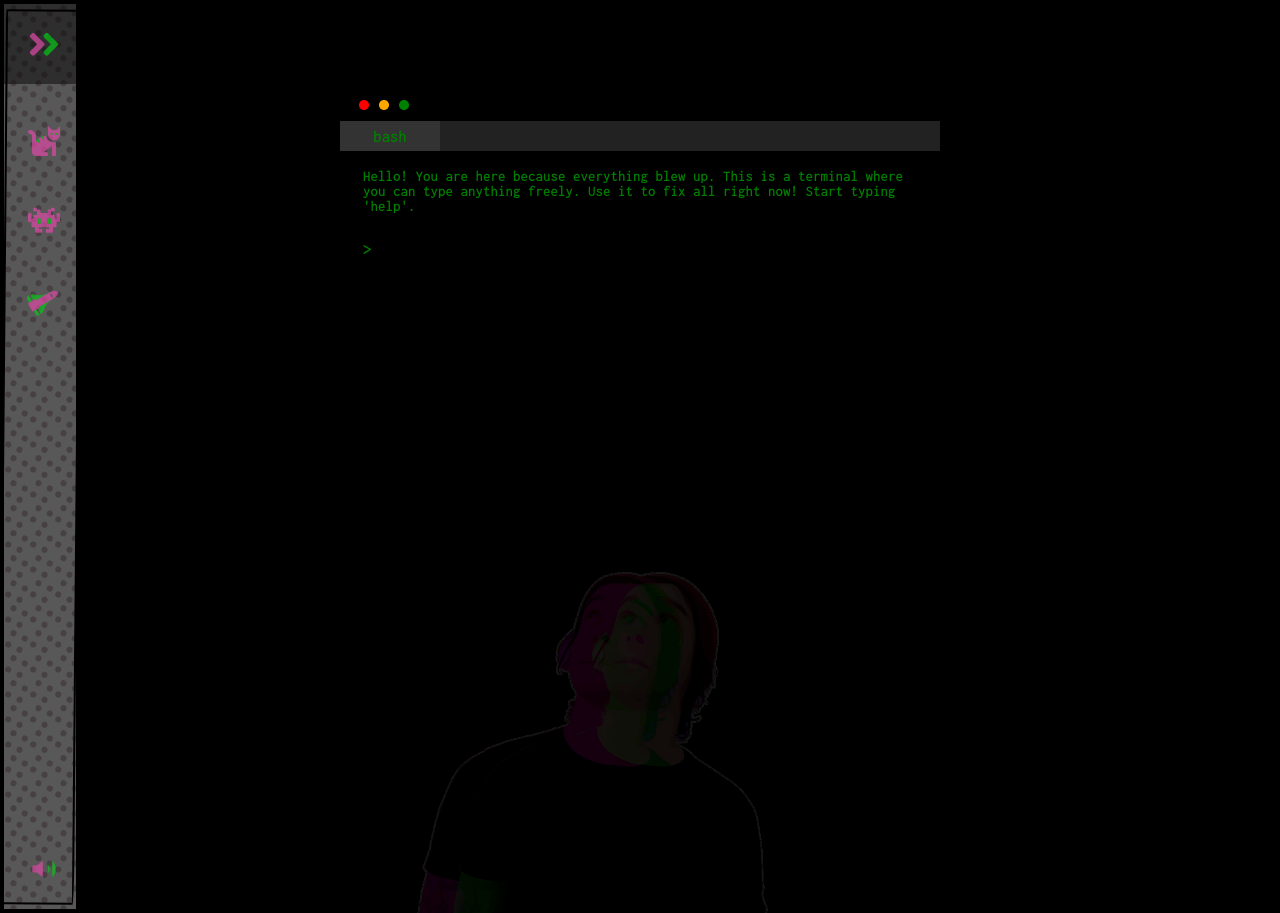 bash
Hello! You are here because everything blew up. This is a terminal where
you can type anything freely. Use it to fix all right now! Start typing
'help'.
>